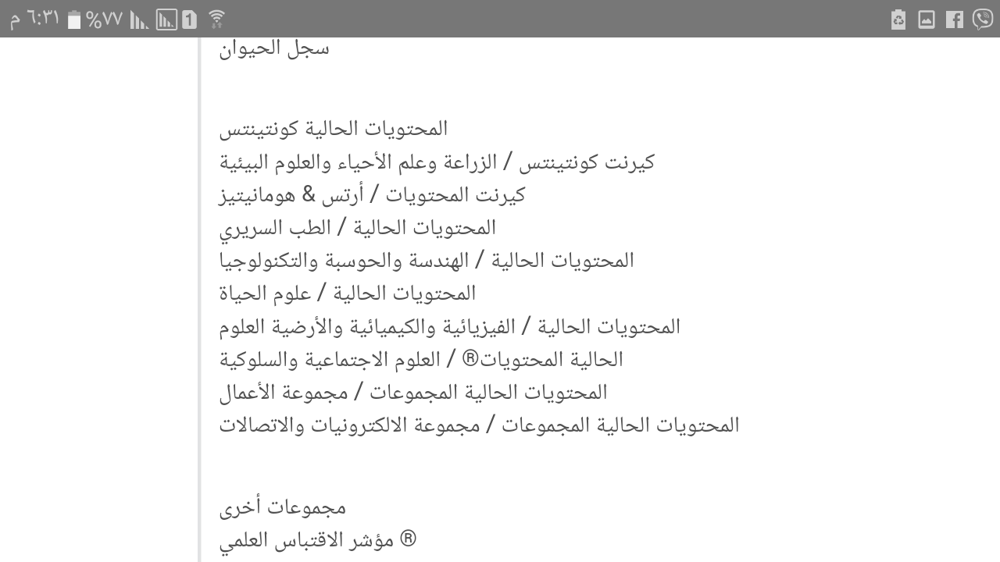 ٦:٣١ م
%٧٧
1
سجل الحيوان
المحتويات الحالية كونتينتس
كيرنت كونتينتس / الزراعة وعلم الأحياء والعلوم البيئية
كيرنت المحتويات / أرتس & هومانيتيز
المحتويات الحالية / الطب السريري
المحتويات الحالية / الهندسة والحوسبة والتكنولوجيا
المحتويات الحالية / علوم الحياة
المحتويات الحالية / الفيزيائية والكيميائية والأرضية العلوم
الحالية المحتويات® / العلوم الاجتماعية والسلوكية
المحتويات الحالية المجموعات / مجموعة الأعمال
المحتويات الحالية المجموعات / مجموعة الالكترونيات والاتصالات
مجموعات أخرى
® مؤشر الاقتباس العلمي